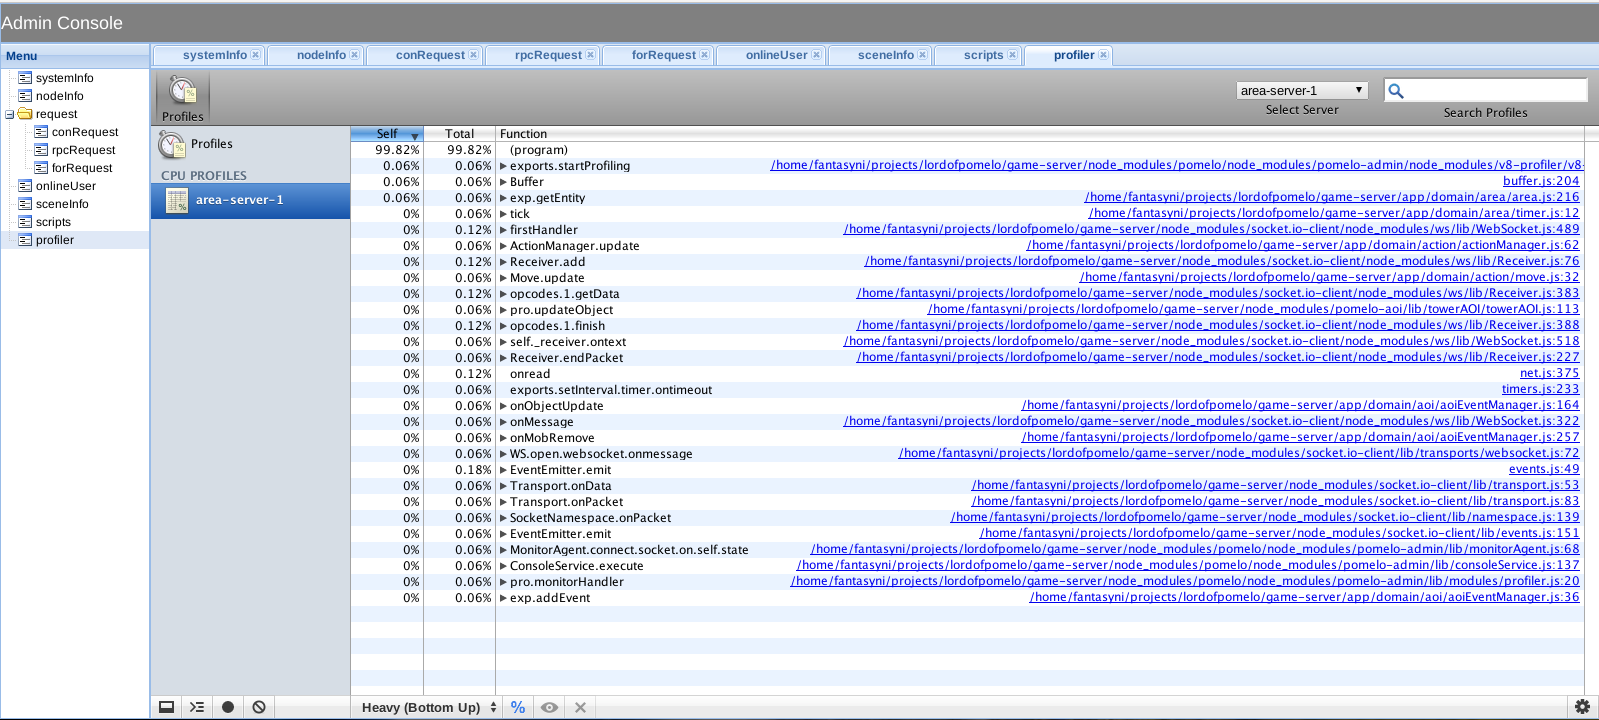 Admin Console
Menu
systemInfo
nodeInfo
request
conRequest
rpcRequest
forRequest
onlineUser
sceneInfo
scripts
profiler
systemInfo nodeInfo conRequest rpcRequest forRequest onlineUser sceneInfo scripts profiler
Profiles
area-server-1
Select Server
Search Profiles
Profiles
CPU PROFILES
area-server-1
Self Total Function
99.82% 99.82% (program)
0.06% 0.06% exports.startProfiling /home/fantasyni/projects/lordofpomelo/game-server/node_modules/pomelo/node_modules/pomelo-admin/node_modules/v8-profiler/v8-
0.06% 0.06% Buffer buffer.js:204
0.06% 0.06% exp.getEntity /home/fantasyni/projects/lordofpomelo/game-server/app/domain/area/area.js:216
0% 0.06% tick /home/fantasyni/projects/lordofpomelo/game-server/app/domain/area/timer.js:12
0% 0.12% firstHandler /home/fantasyni/projects/lordofpomelo/game-server/node_modules/socket.io-client/node_modules/ws/lib/WebSocket.js:489
0% 0.06% ActionManager.update /home/fantasyni/projects/lordofpomelo/game-server/app/domain/action/actionManager.js:62
0% 0.12% Receiver.add /home/fantasyni/projects/lordofpomelo/game-server/node_modules/socket.io-client/node_modules/ws/lib/Receiver.js:76
0% 0.06% Move.update /home/fantasyni/projects/lordofpomelo/game-server/app/domain/action/move.js:32
0% 0.12% opcodes.1.getData /home/fantasyni/projects/lordofpomelo/game-server/node_modules/socket.io-client/node_modules/ws/lib/Receiver.js:383
0% 0.06% pro.updateObject /home/fantasyni/projects/lordofpomelo/game-server/node_modules/pomelo-aoi/lib/towerAOI/towerAOI.js:113
0% 0.12% opcodes.1.finish /home/fantasyni/projects/lordofpomelo/game-server/node_modules/socket.io-client/node_modules/ws/lib/Receiver.js:388
0% 0.06% self._receiver.ontext /home/fantasyni/projects/lordofpomelo/game-server/node_modules/socket.io-client/node_modules/ws/lib/WebSocket.js:518
0% 0.06% Receiver.endPacket /home/fantasyni/projects/lordofpomelo/game-server/node_modules/socket.io-client/node_modules/ws/lib/Receiver.js:227
0% 0.12% onread net.js:375
0% 0.06% exports.setInterval.timer.ontimeout timers.js:233
0% 0.06% onObjectUpdate /home/fantasyni/projects/lordofpomelo/game-server/app/domain/aoi/aoiEventManager.js:164
0% 0.06% onMessage /home/fantasyni/projects/lordofpomelo/game-server/node_modules/socket.io-client/node_modules/ws/lib/WebSocket.js:322
0% 0.06% onMobRemove /home/fantasyni/projects/lordofpomelo/game-server/app/domain/aoi/aoiEventManager.js:257
0% 0.06% WS.open.websocket.onmessage /home/fantasyni/projects/lordofpomelo/game-server/node_modules/socket.io-client/lib/transports/websocket.js:72
0% 0.18% EventEmitter.emit events.js:49
0% 0.06% Transport.onData /home/fantasyni/projects/lordofpomelo/game-server/node_modules/socket.io-client/lib/transport.js:53
0% 0.06% Transport.onPacket /home/fantasyni/projects/lordofpomelo/game-server/node_modules/socket.io-client/lib/transport.js:83
0% 0.06% SocketNamespace.onPacket /home/fantasyni/projects/lordofpomelo/game-server/node_modules/socket.io-client/lib/namespace.js:139
0% 0.06% EventEmitter.emit /home/fantasyni/projects/lordofpomelo/game-server/node_modules/socket.io-client/lib/events.js:151
0% 0.06% MonitorAgent.connect.socket.on.self.state /home/fantasyni/projects/lordofpomelo/game-server/node_modules/pomelo/node_modules/pomelo-admin/lib/monitorAgent.js:68
0% 0.06% ConsoleService.execute /home/fantasyni/projects/lordofpomelo/game-server/node_modules/pomelo/node_modules/pomelo-admin/lib/consoleService.js:137
0% 0.06% pro.monitorHandler /home/fantasyni/projects/lordofpomelo/game-server/node_modules/pomelo/node_modules/pomelo-admin/lib/modules/profiler.js:20
0% 0.06% exp.addEvent /home/fantasyni/projects/lordofpomelo/game-server/app/domain/aoi/aoiEventManager.js:36
Heavy (Bottom Up) %